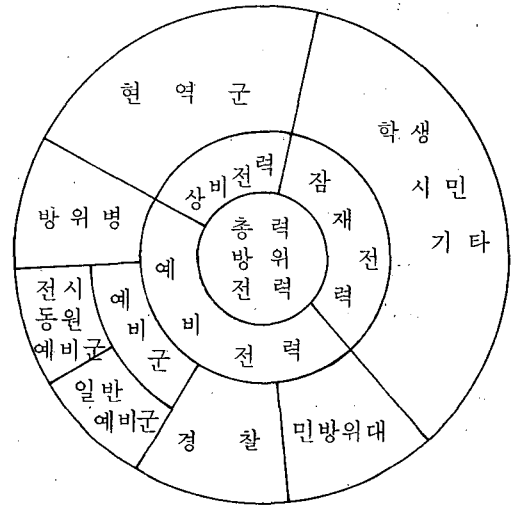 현역군
학생
시민
기타
상비전력
잠재전력
총력
방위
전력
방위병
예비전력
전시
동원
예비군
예비군
일반
예비군
경찰
민방위대